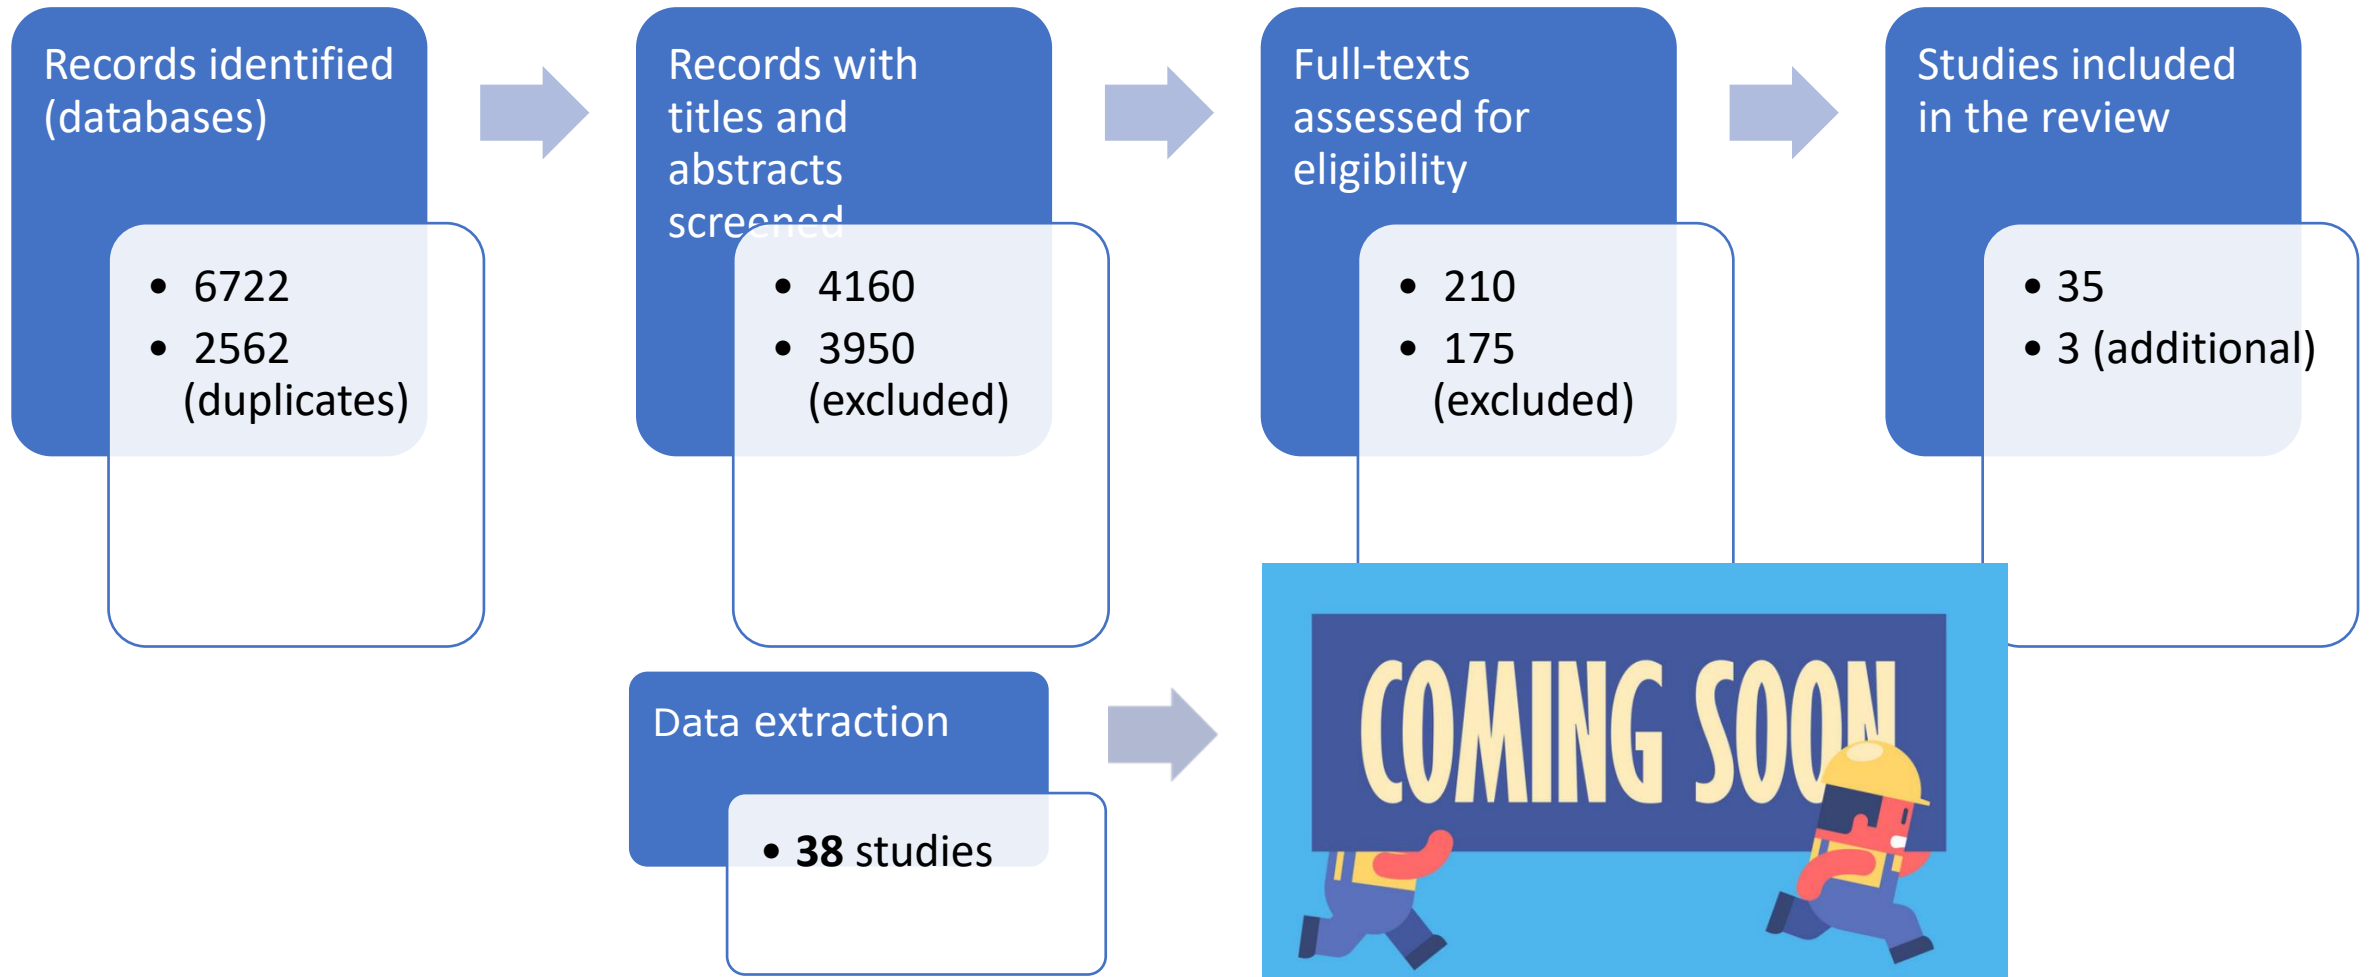 Records identified
(databases)
• 6722
• 2562
(duplicates)
Records with
titles and
abstracts
screened
• 4160
• 3950
(excluded)
Full-texts
assessed for
eligibility
• 210
• 175
(excluded)
Studies included
in the review
• 35
• 3 (additional)
Data extraction
• 38 studies
COMING SOON